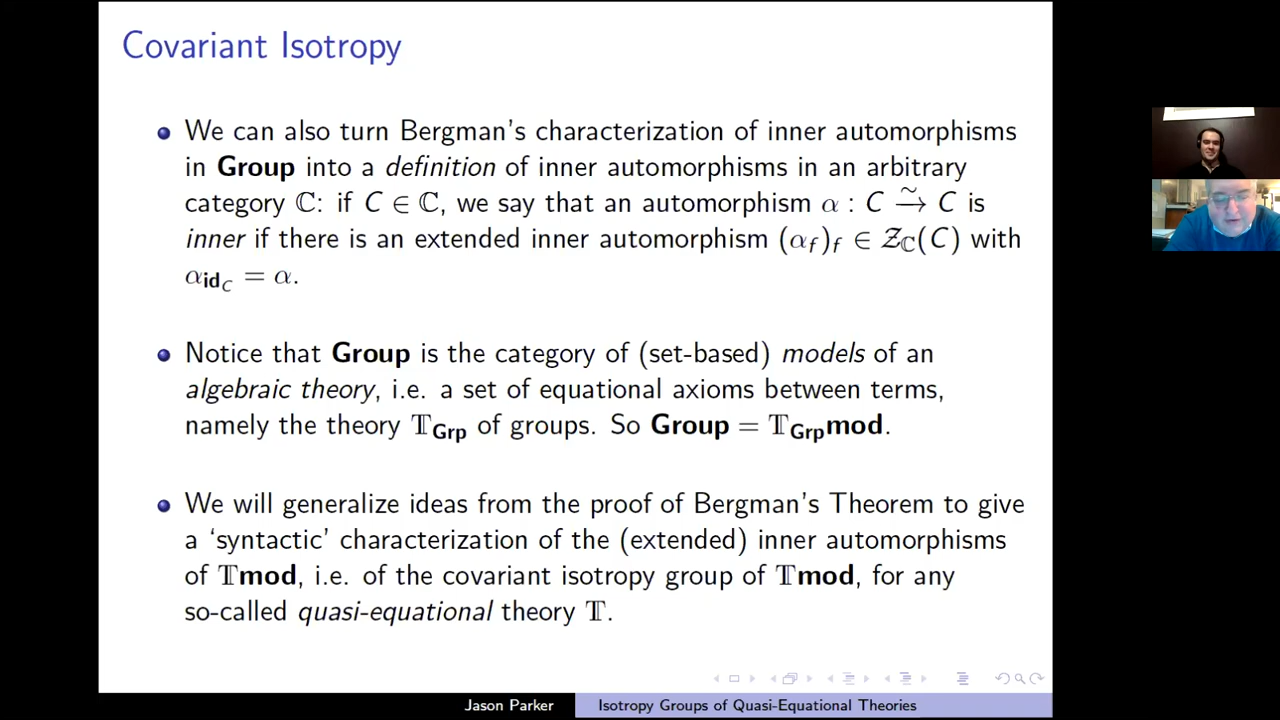 Covariant Isotropy
We can also turn Bergman's characterization of inner automorphisms
in Group into a definition of inner automorphisms in an arbitrary
category ℂ: if C ∈ ℂ, we say that an automorphism α : C ⥲ C is
inner if there is an extended inner automorphism (α_f)_f ∈ 𝒵_ℂ(C) with
α_id_C = α.
Notice that Group is the category of (set-based) models of an
algebraic theory, i.e. a set of equational axioms between terms,
namely the theory 𝕋_Grp of groups. So Group = 𝕋_Grp mod.
We will generalize ideas from the proof of Bergman's Theorem to give
a 'syntactic' characterization of the (extended) inner automorphisms
of 𝕋mod, i.e. of the covariant isotropy group of 𝕋mod, for any
so-called quasi-equational theory 𝕋.
Jason Parker
Isotropy Groups of Quasi-Equational Theories